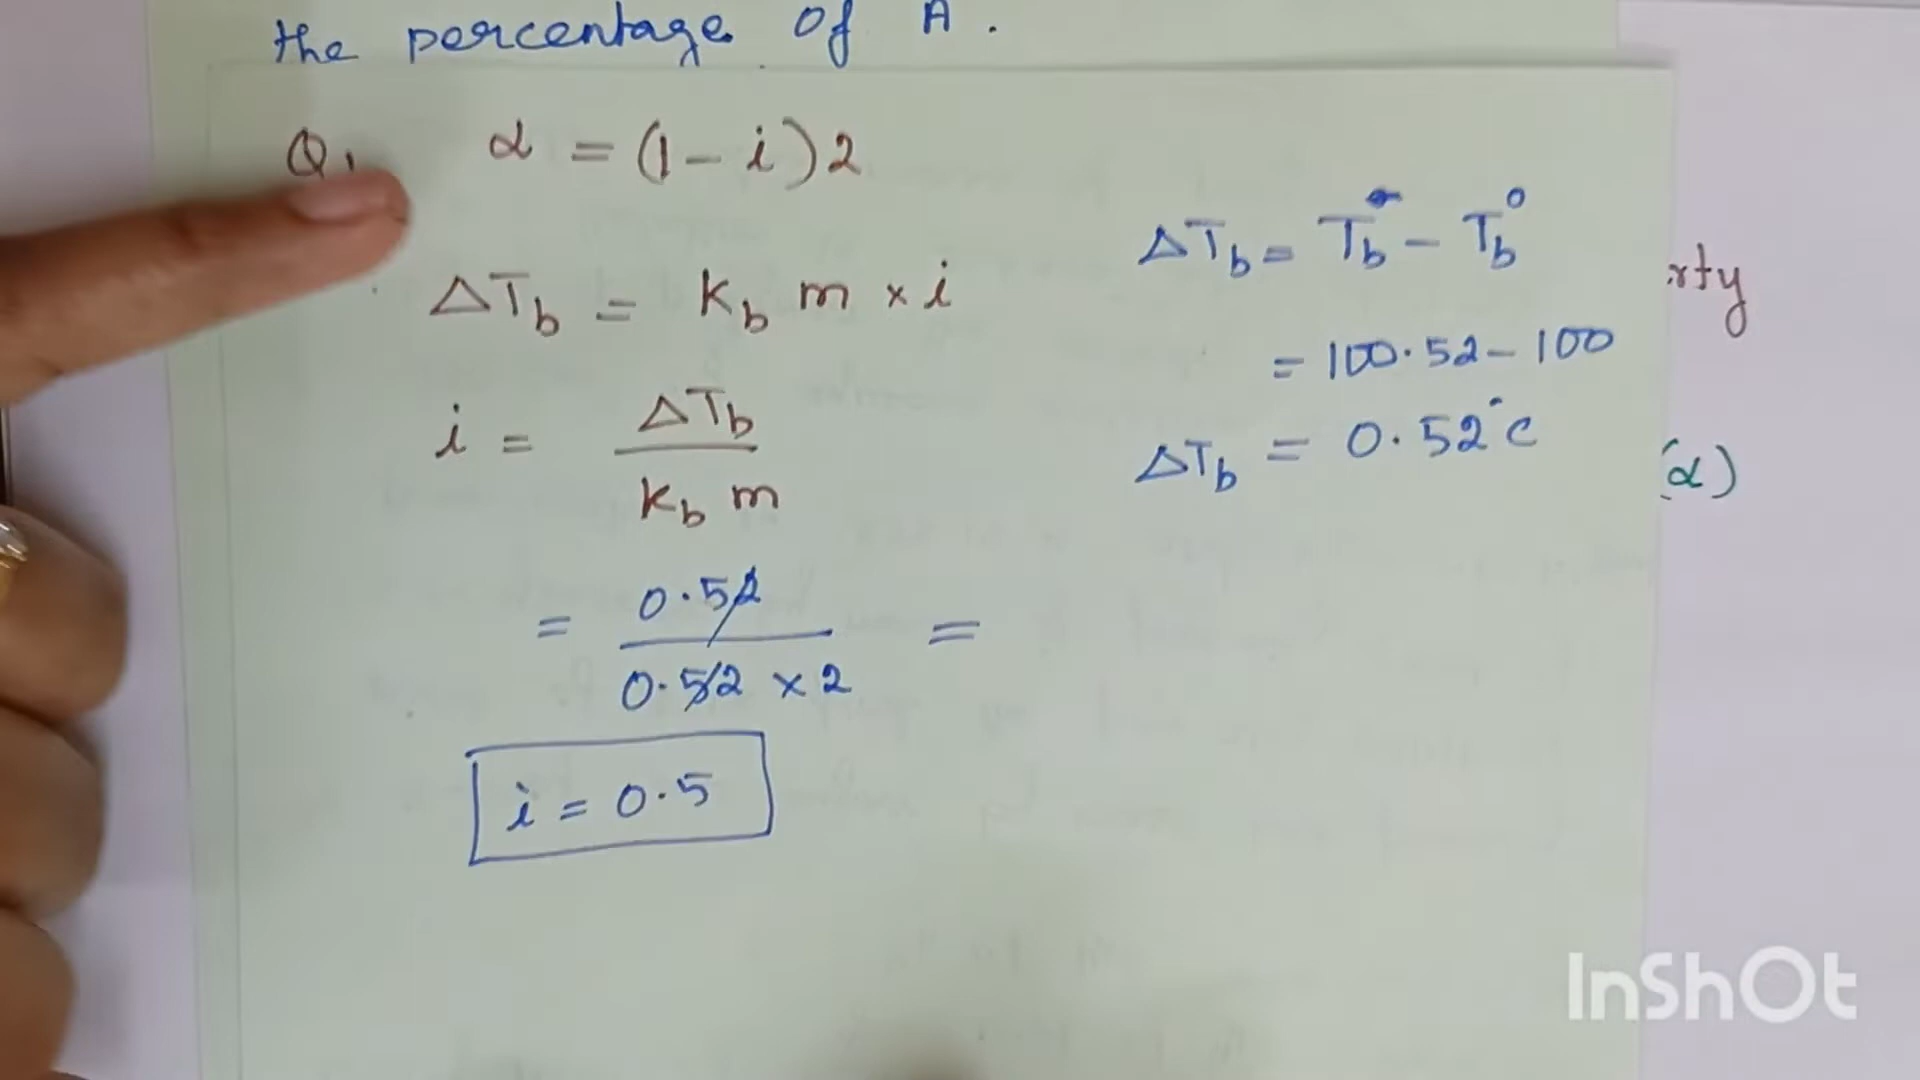 the percentage of A.
Q1 α = (1 - i) 2
ΔTb = Kb m × i
i = ΔTb / Kb m
= 0.52 / 0.52 × 2 =
i = 0.5
ΔTb = Tb - Tb°
= 100.52 - 100
ΔTb = 0.52°C
rty
(α)
InShOt